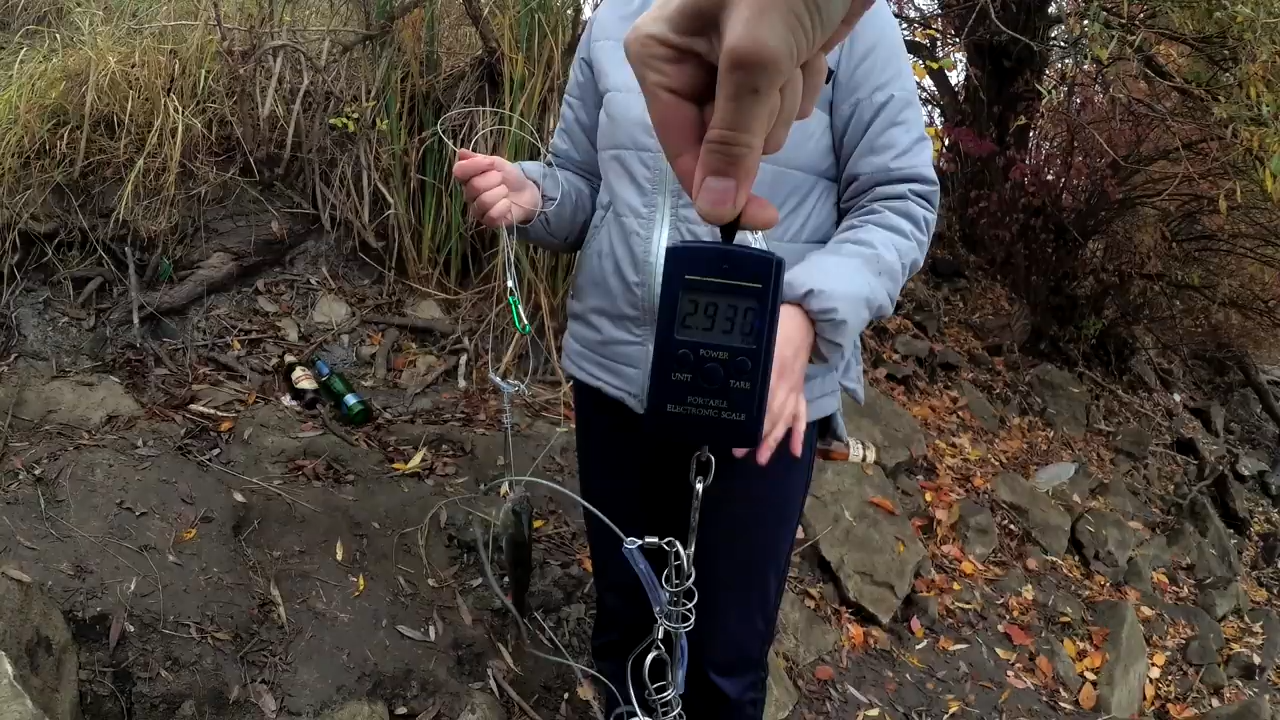 2.930
POWER
UNIT TARE
PORTABLE
ELECTRONIC SCALE